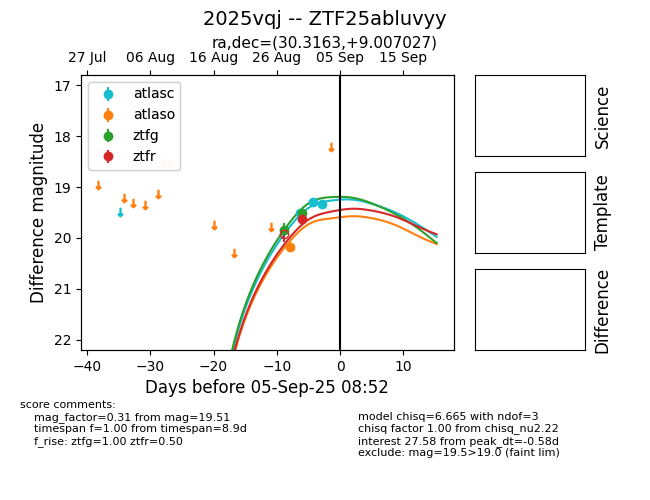 2025vqj -- ZTF25abluvyy
ra,dec=(30.3163,+9.007027)
27 Jul 06 Aug 16 Aug 26 Aug 05 Sep 15 Sep
17
18
19
20
21
22
Difference magnitude
atlasc
atlaso
ztfg
ztfr
−40 −30 −20 −10 0 10
Days before 05-Sep-25 08:52
Science
Template
Difference
score comments:
mag_factor=0.31 from mag=19.51
timespan f=1.00 from timespan=8.9d
f_rise: ztfg=1.00 ztfr=0.50
model chisq=6.665 with ndof=3
chisq factor 1.00 from chisq_nu2.22
interest 27.58 from peak_dt=-0.58d
exclude: mag=19.5>19.0 (faint lim)